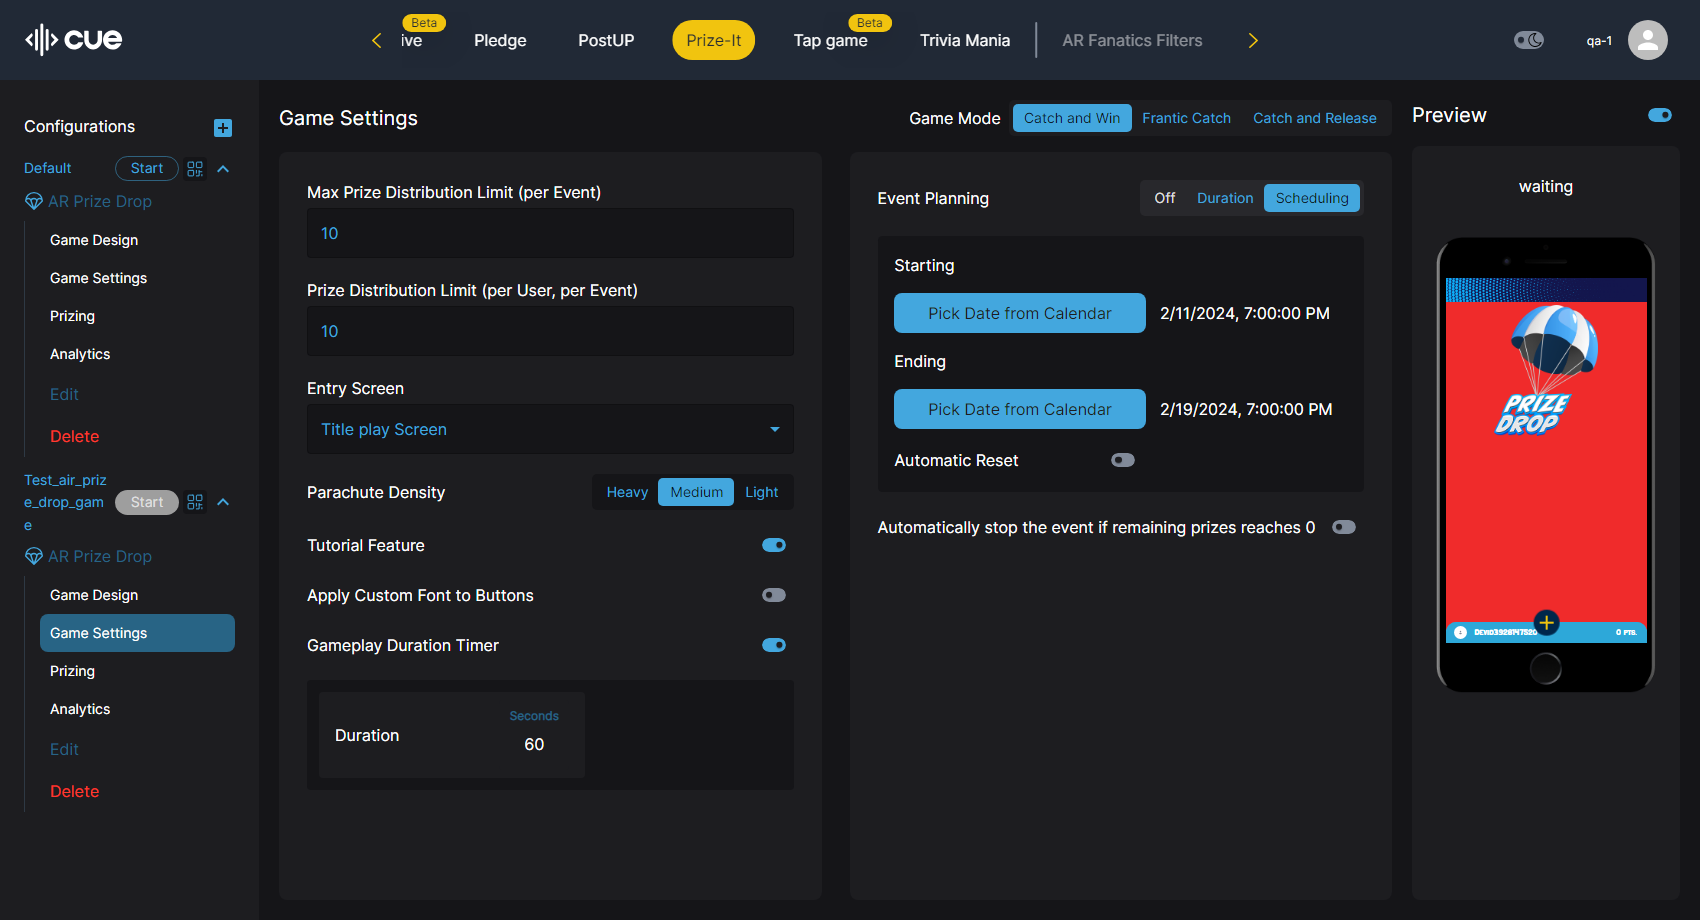 cue
Beta
ive
Pledge
PostUP
Prize-It
Beta
Tap game
Trivia Mania
AR Fanatics Filters
qa-1
Configurations
Default
Start
AR Prize Drop
Game Design
Game Settings
Prizing
Analytics
Edit
Delete
Test_air_priz
e_drop_gam
e
Start
AR Prize Drop
Game Design
Game Settings
Prizing
Analytics
Edit
Delete
Game Settings
Game Mode
Catch and Win
Frantic Catch
Catch and Release
Max Prize Distribution Limit (per Event)
10
Prize Distribution Limit (per User, per Event)
10
Entry Screen
Title play Screen
Parachute Density
Heavy
Medium
Light
Tutorial Feature
Apply Custom Font to Buttons
Gameplay Duration Timer
Duration
Seconds
60
Event Planning
Off
Duration
Scheduling
Starting
Pick Date from Calendar
2/11/2024, 7:00:00 PM
Ending
Pick Date from Calendar
2/19/2024, 7:00:00 PM
Automatic Reset
Automatically stop the event if remaining prizes reaches 0
Preview
waiting
PRIZE
DROP
0 PTS.